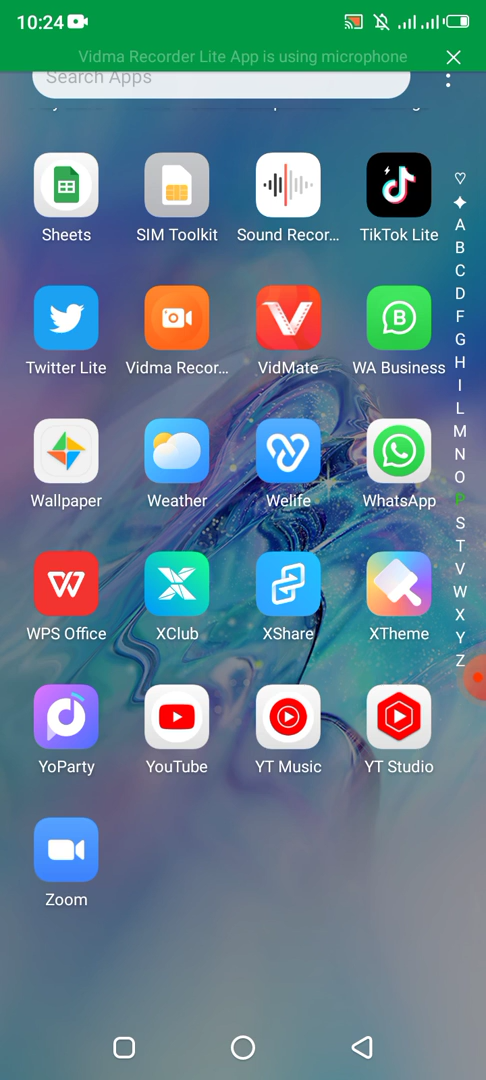 10:24
Vidma Recorder Lite App is using microphone
Search Apps
Sheets
SIM Toolkit
Sound Recor...
TikTok Lite
Twitter Lite
Vidma Recor...
VidMate
WA Business
Wallpaper
Weather
Welife
WhatsApp
WPS Office
XClub
XShare
XTheme
YoParty
YouTube
YT Music
YT Studio
Zoom
A
B
C
D
F
G
H
I
L
M
N
O
P
S
T
V
W
X
Y
Z